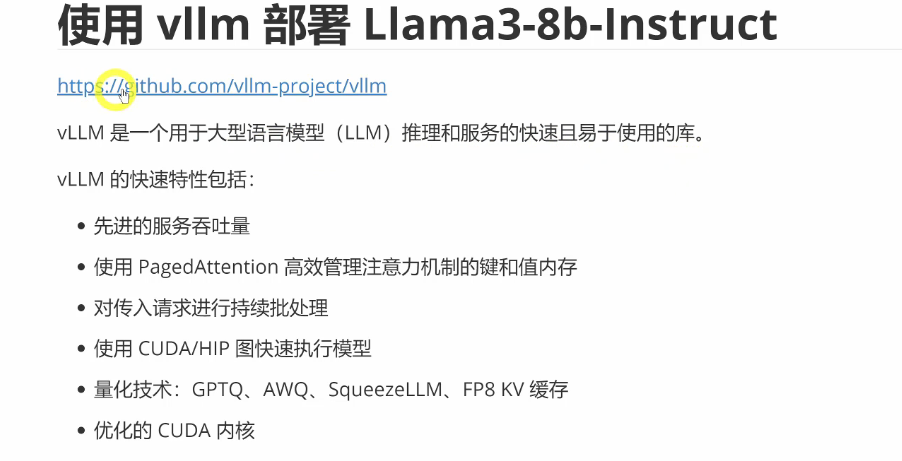 使用 vllm 部署 Llama3-8b-Instruct
https://github.com/vllm-project/vllm
vLLM 是一个用于大型语言模型（LLM）推理和服务的快速且易于使用的库。
vLLM 的快速特性包括：
• 先进的服务吞吐量
• 使用 PagedAttention 高效管理注意力机制的键和值内存
• 对传入请求进行持续批处理
• 使用 CUDA/HIP 图快速执行模型
• 量化技术：GPTQ、AWQ、SqueezeLLM、FP8 KV 缓存
• 优化的 CUDA 内核